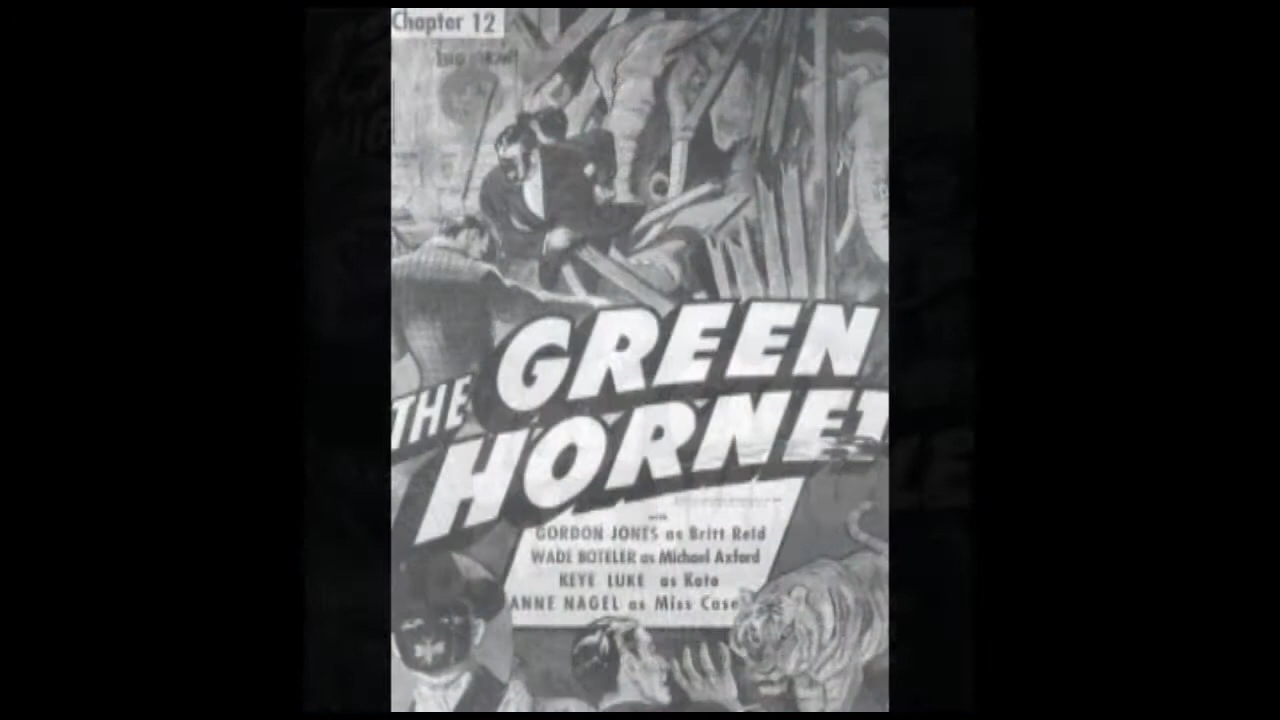 Chapter 12
THE GREEN
HORNET
with
GORDON JONES as Britt Reid
WADE BOTELER as Michael Axford
KEYE LUKE as Kato
ANNE NAGEL as Miss Case